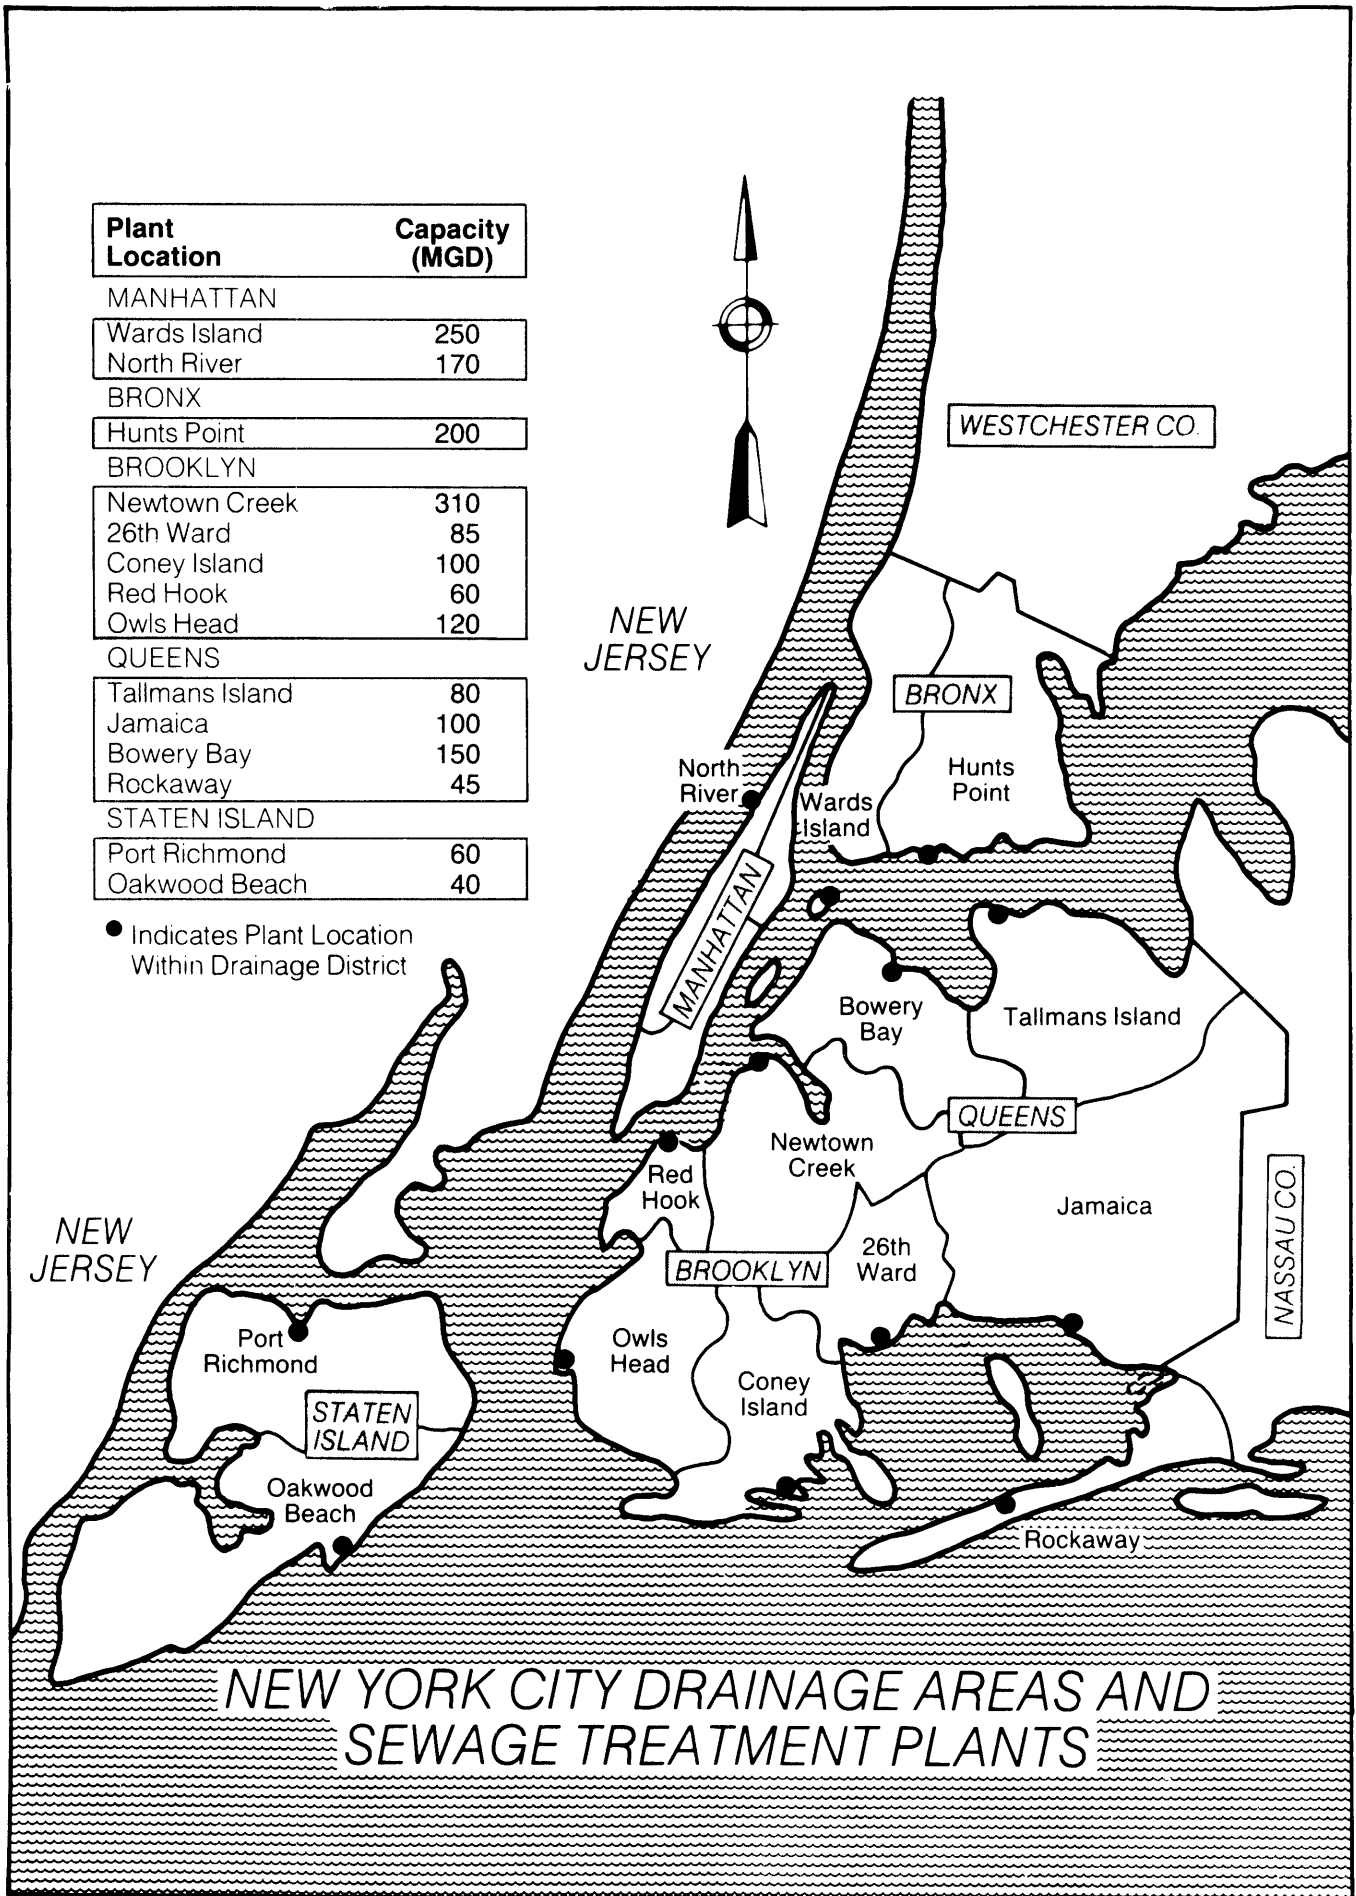 Plant Capacity
Location (MGD)
MANHATTAN
Wards Island 250
North River 170
BRONX
Hunts Point 200
BROOKLYN
Newtown Creek 310
26th Ward 85
Coney Island 100
Red Hook 60
Owls Head 120
QUEENS
Tallmans Island 80
Jamaica 100
Bowery Bay 150
Rockaway 45
STATEN ISLAND
Port Richmond 60
Oakwood Beach 40
Indicates Plant Location
Within Drainage District
WESTCHESTER CO.
NEW
JERSEY
BRONX
North
River
Hunts
Point
Wards
Island
MANHATTAN
Bowery
Bay
Tallmans Island
QUEENS
Newtown
Creek
Red
Hook
Jamaica
NASSAU CO.
NEW
JERSEY
26th
Ward
BROOKLYN
Port
Richmond
Owls
Head
Coney
Island
STATEN
ISLAND
Oakwood
Beach
Rockaway
NEW YORK CITY DRAINAGE AREAS AND
SEWAGE TREATMENT PLANTS